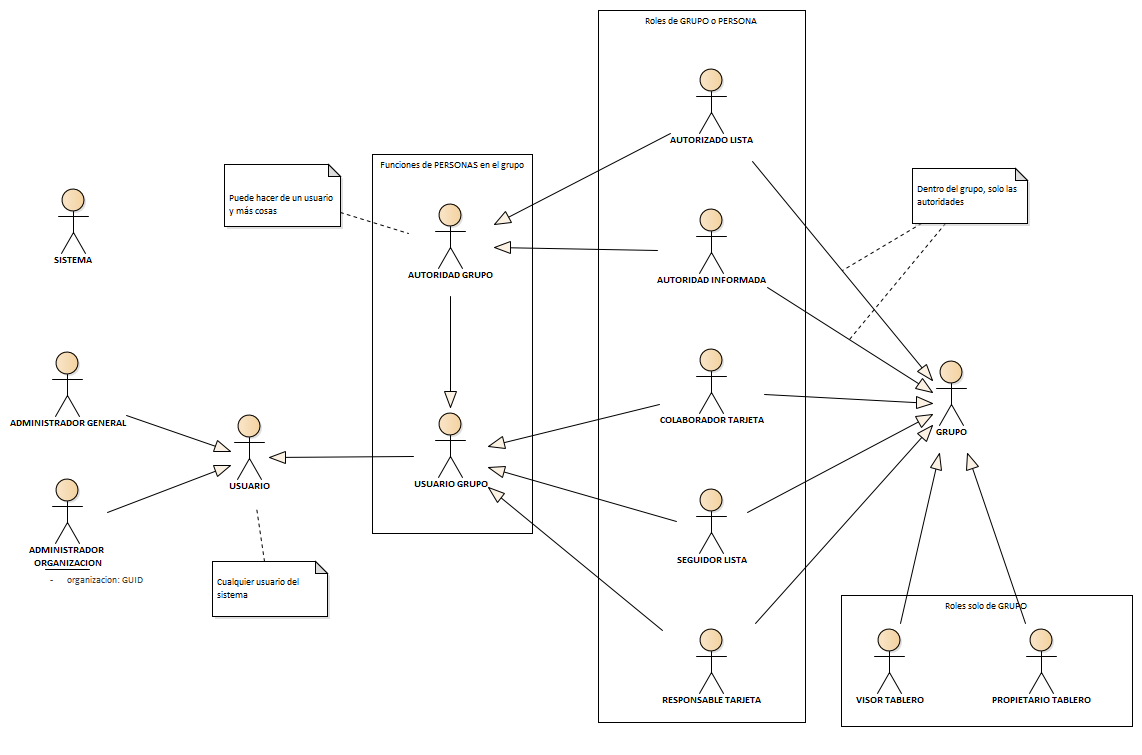 Roles de GRUPO o PERSONA
AUTORIZADO LISTA
Funciones de PERSONAS en el grupo
Puede hacer de un usuario
y más cosas
Dentro del grupo, solo las
autoridades
SISTEMA
AUTORIDAD GRUPO
AUTORIDAD INFORMADA
ADMINISTRADOR GENERAL
COLABORADOR TARJETA
GRUPO
USUARIO
USUARIO GRUPO
ADMINISTRADOR
ORGANIZACION
- organizacion: GUID
SEGUIDOR LISTA
Cualquier usuario del
sistema
Roles solo de GRUPO
RESPONSABLE TARJETA
VISOR TABLERO
PROPIETARIO TABLERO